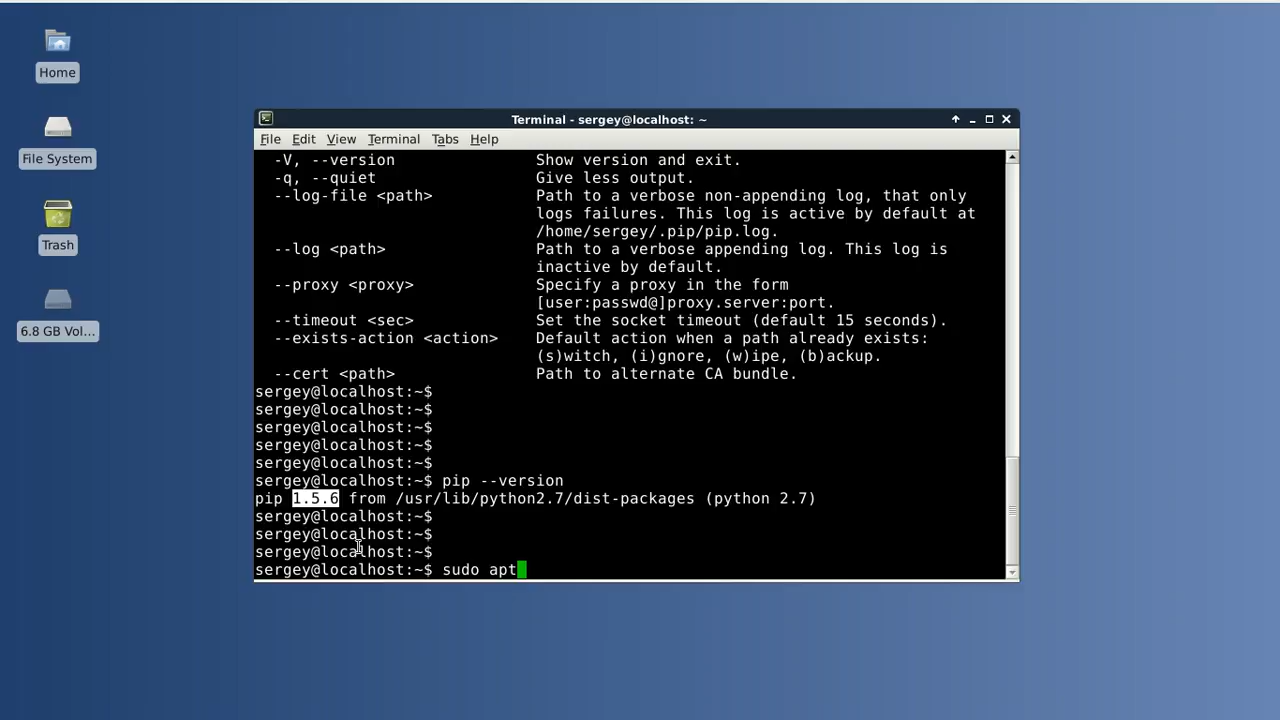 Home
File System
Trash
6.8 GB Vol...
Terminal - sergey@localhost: ~
File Edit View Terminal Tabs Help
-V, --version Show version and exit.
-q, --quiet Give less output.
--log-file <path> Path to a verbose non-appending log, that only
logs failures. This log is active by default at
/home/sergey/.pip/pip.log.
--log <path> Path to a verbose appending log. This log is
inactive by default.
--proxy <proxy> Specify a proxy in the form
[user:passwd@]proxy.server:port.
--timeout <sec> Set the socket timeout (default 15 seconds).
--exists-action <action> Default action when a path already exists:
(s)witch, (i)gnore, (w)ipe, (b)ackup.
--cert <path> Path to alternate CA bundle.
sergey@localhost:~$
sergey@localhost:~$
sergey@localhost:~$
sergey@localhost:~$
sergey@localhost:~$
sergey@localhost:~$ pip --version
pip 1.5.6 from /usr/lib/python2.7/dist-packages (python 2.7)
sergey@localhost:~$
sergey@localhost:~$
sergey@localhost:~$
sergey@localhost:~$ sudo apt